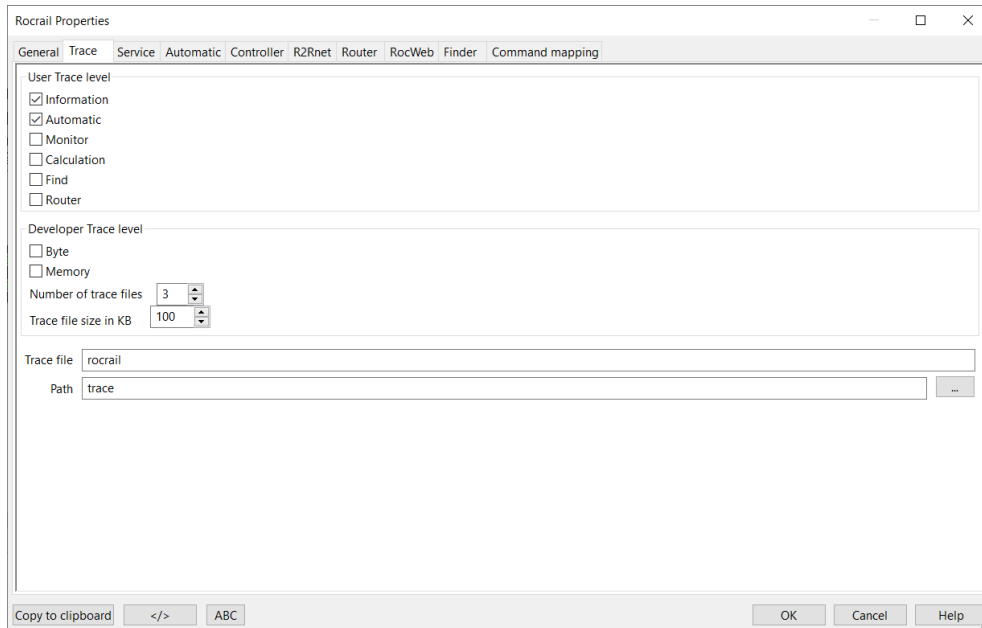 Rocrail Properties
General Trace Service Automatic Controller R2Rnet Router RocWeb Finder Command mapping
User Trace level
Information
Automatic
Monitor
Calculation
Find
Router
Developer Trace level
Byte
Memory
Number of trace files 3
Trace file size in KB 100
Trace file rocrail
Path trace ...
Copy to clipboard </> ABC OK Cancel Help